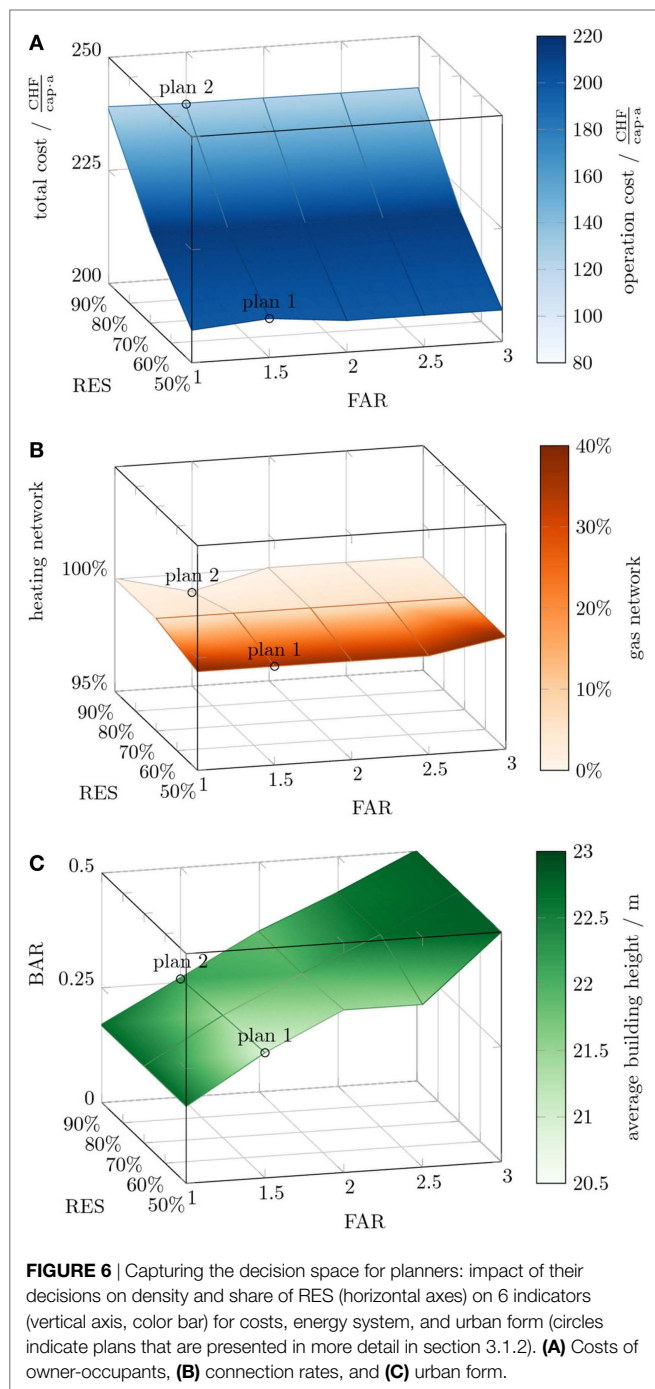 A
250
225
200
total cost / CHF/cap·a
plan 2
plan 1
90%
80%
70%
60%
50%
RES
1
1.5
2
2.5
3
FAR
220
200
180
160
140
120
100
80
operation cost / CHF/cap·a
B
100%
95%
heating network
plan 2
plan 1
90%
80%
70%
60%
50%
RES
1
1.5
2
2.5
3
FAR
40%
30%
20%
10%
0%
gas network
C
0.5
0.25
0
BAR
plan 2
plan 1
90%
80%
70%
60%
50%
RES
1
1.5
2
2.5
3
FAR
23
22.5
22
21.5
21
20.5
average building height / m
FIGURE 6 | Capturing the decision space for planners: impact of their
decisions on density and share of RES (horizontal axes) on 6 indicators
(vertical axis, color bar) for costs, energy system, and urban form (circles
indicate plans that are presented in more detail in section 3.1.2). (A) Costs of
owner-occupants, (B) connection rates, and (C) urban form.